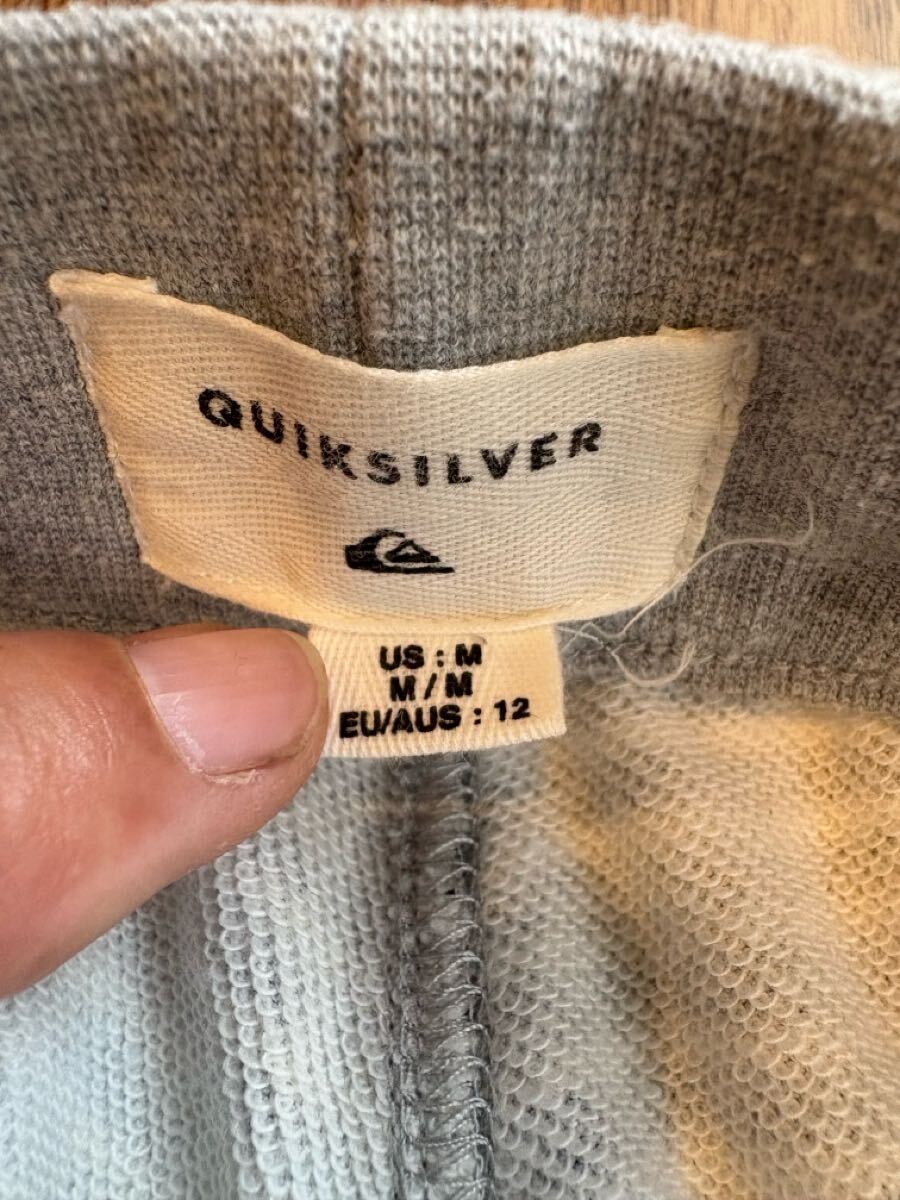 QUIKSILVER
US : M
M / M
EU/AUS : 12